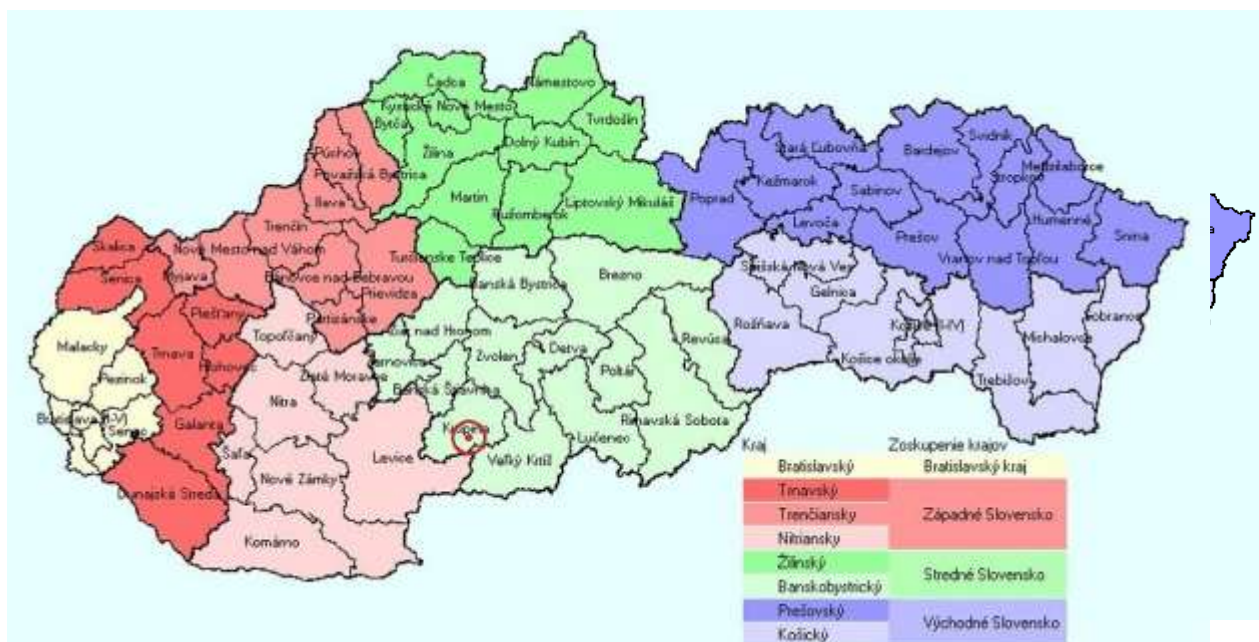 Čadca
Námestovo
Kysucké Nové Mesto
Bytča
Tvrdošín
Púchov
Žilina
Dolný Kubín
Považská Bystrica
Ilava
Martin
Ružomberok
Liptovský Mikuláš
Trenčín
Skalica
Nové Mesto nad Váhom
Senica
Myjava
Bánovce nad Bebravou
Turčianske Teplice
Prievidza
Partizánske
Piešťany
Topoľčany
Malacky
Trnava
Hlohovec
Zlaté Moravce
Pezinok
Nitra
Senec
Galanta
Šaľa
Levice
Dunajská Streda
Nové Zámky
Komárno
Banská Bystrica
Brezno
Zvolen
Detva
Poltár
Revúca
Banská Štiavnica
Krupina
Lučenec
Rimavská Sobota
Veľký Krtíš
Stará Ľubovňa
Bardejov
Svidník
Medzilaborce
Stropkov
Kežmarok
Poprad
Sabinov
Levoča
Prešov
Humenné
Snina
Vranov nad Topľou
Spišská Nová Ves
Gelnica
Rožňava
Košice okolie
Michalovce
Sobrance
Trebišov
Kraj Zoskupenie krajov
Bratislavský Bratislavský kraj
Trnavský
Trenčiansky Západné Slovensko
Nitriansky
Žilinský
Stredné Slovensko
Banskobystrický
Prešovský
Východné Slovensko
Košický